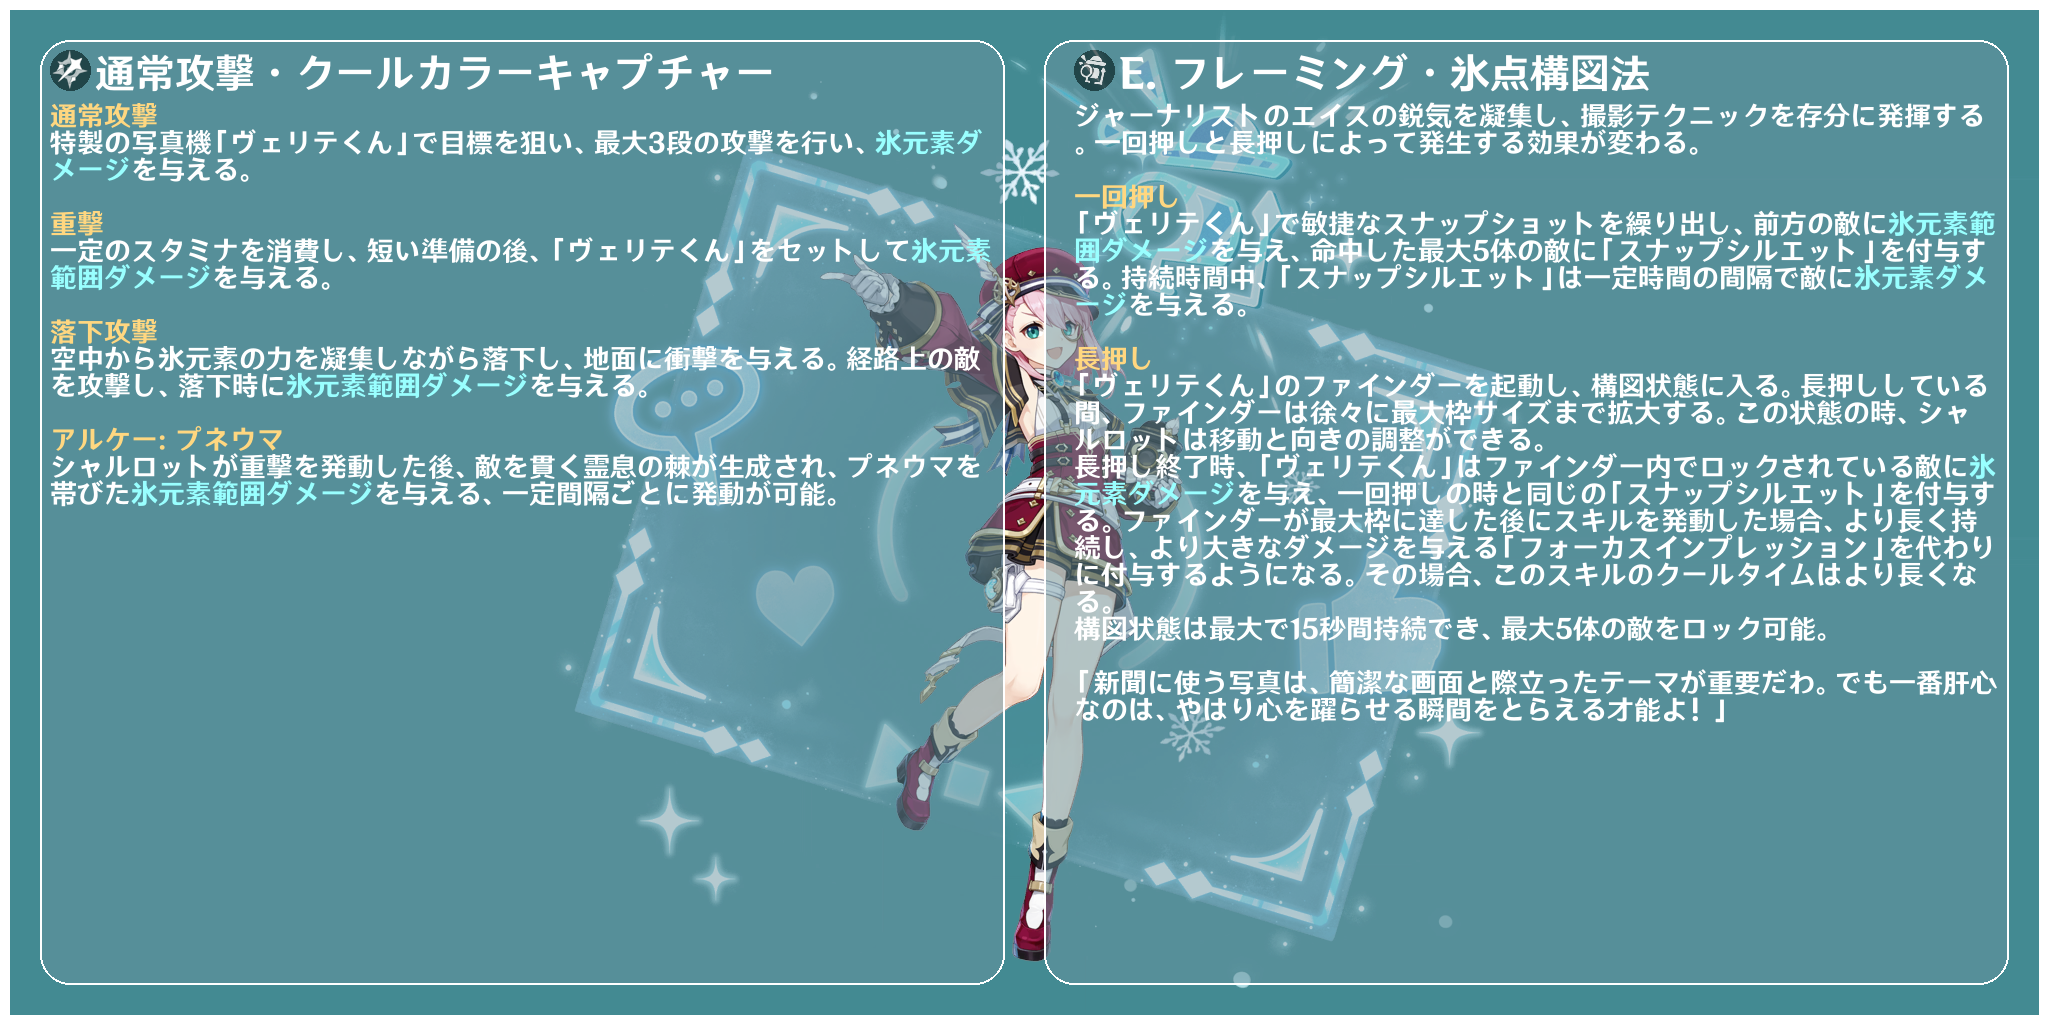 通常攻撃・クールカラーキャプチャー
通常攻撃
特製の写真機「ヴェリテくん」で目標を狙い、最大3段の攻撃を行い、氷元素ダ
メージを与える。
重撃
一定のスタミナを消費し、短い準備の後、「ヴェリテくん」をセットして氷元素
範囲ダメージを与える。
落下攻撃
空中から氷元素の力を凝集しながら落下し、地面に衝撃を与える。経路上の敵
を攻撃し、落下時に氷元素範囲ダメージを与える。
アルケー: プネウマ
シャルロットが重撃を発動した後、敵を貫く霊息の棘が生成され、プネウマを
帯びた氷元素範囲ダメージを与える、一定間隔ごとに発動が可能。
E. フレーミング・氷点構図法
ジャーナリストのエイスの鋭気を凝集し、撮影テクニックを存分に発揮する
。一回押しと長押しによって発生する効果が変わる。
一回押し
「ヴェリテくん」で敏捷なスナップショットを繰り出し、前方の敵に氷元素範
囲ダメージを与え、命中した最大5体の敵に「スナップシルエット」を付与す
る。持続時間中、「スナップシルエット」は一定時間の間隔で敵に氷元素ダメ
ージを与える。
長押し
「ヴェリテくん」のファインダーを起動し、構図状態に入る。長押ししている
間、ファインダーは徐々に最大枠サイズまで拡大する。この状態の時、シャ
ルロットは移動と向きの調整ができる。
長押し終了時、「ヴェリテくん」はファインダー内でロックされている敵に氷
元素ダメージを与え、一回押しの時と同じの「スナップシルエット」を付与す
る。ファインダーが最大枠に達した後にスキルを発動した場合、より長く持
続し、より大きなダメージを与える「フォーカスインプレッション」を代わり
に付与するようになる。その場合、このスキルのクールタイムはより長くな
る。
構図状態は最大で15秒間持続でき、最大5体の敵をロック可能。
「新聞に使う写真は、簡潔な画面と際立ったテーマが重要だわ。でも一番肝心
なのは、やはり心を躍らせる瞬間をとらえる才能よ！」